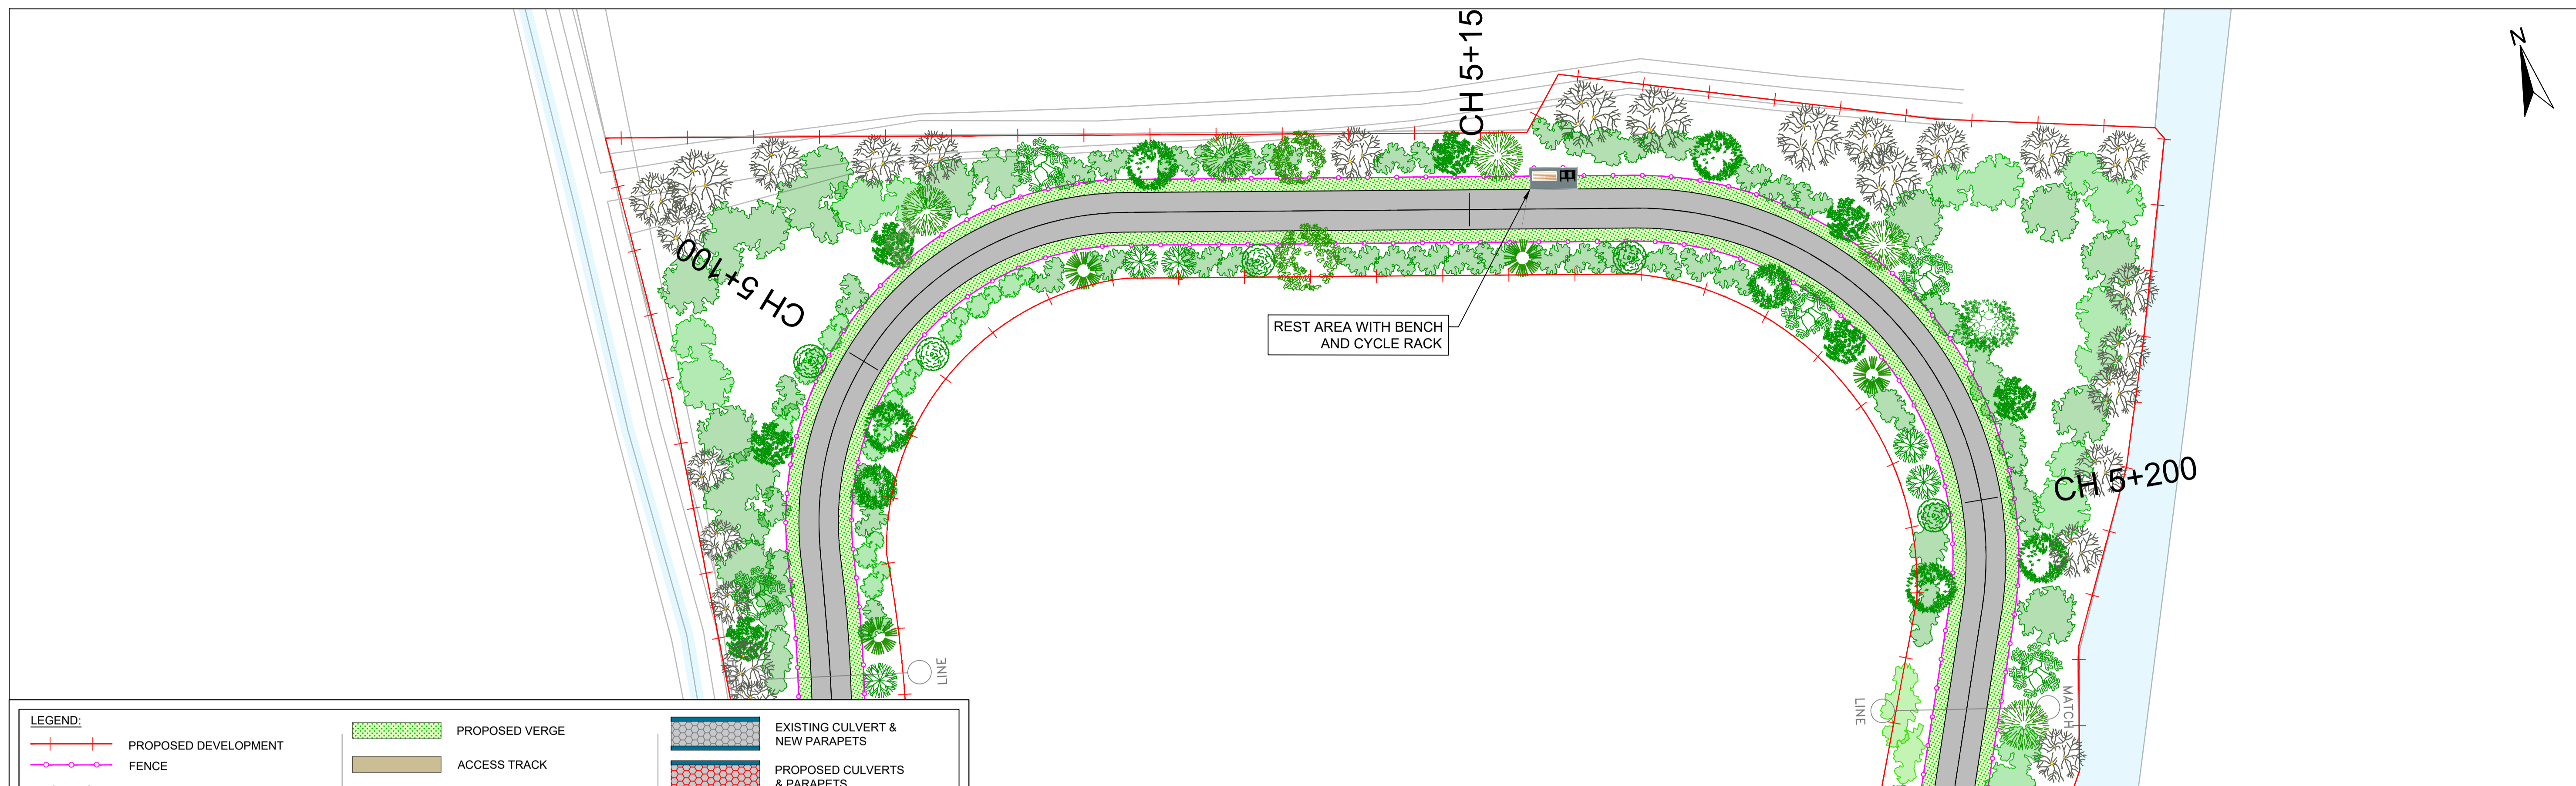 CH 5+15
N
CH 5+100
REST AREA WITH BENCH
AND CYCLE RACK
CH 5+200
LINE
LINE
MATCH
LEGEND:
PROPOSED DEVELOPMENT
FENCE
PROPOSED VERGE
ACCESS TRACK
EXISTING CULVERT &
NEW PARAPETS
PROPOSED CULVERTS
& PARAPETS